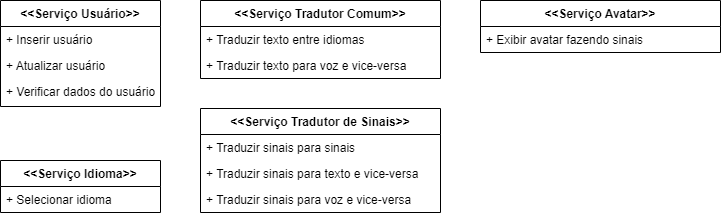 <<Serviço Usuário>>
+ Inserir usuário
+ Atualizar usuário
+ Verificar dados do usuário
<<Serviço Tradutor Comum>>
+ Traduzir texto entre idiomas
+ Traduzir texto para voz e vice-versa
<<Serviço Avatar>>
+ Exibir avatar fazendo sinais
<<Serviço Idioma>>
+ Selecionar idioma
<<Serviço Tradutor de Sinais>>
+ Traduzir sinais para sinais
+ Traduzir sinais para texto e vice-versa
+ Traduzir sinais para voz e vice-versa